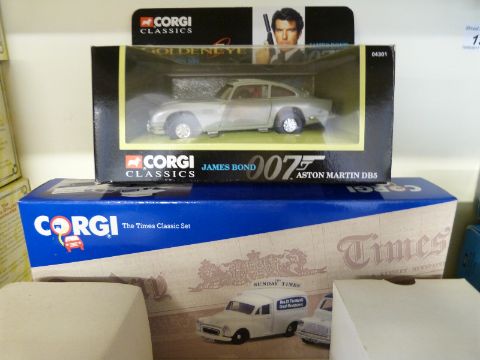 CORGI
CLASSICS
GOLDENEYE
04301
CORGI
CLASSICS
JAMES BOND
007
ASTON MARTIN DB5
CORGI
The Times Classic Set
Times
SUNDAY TIMES